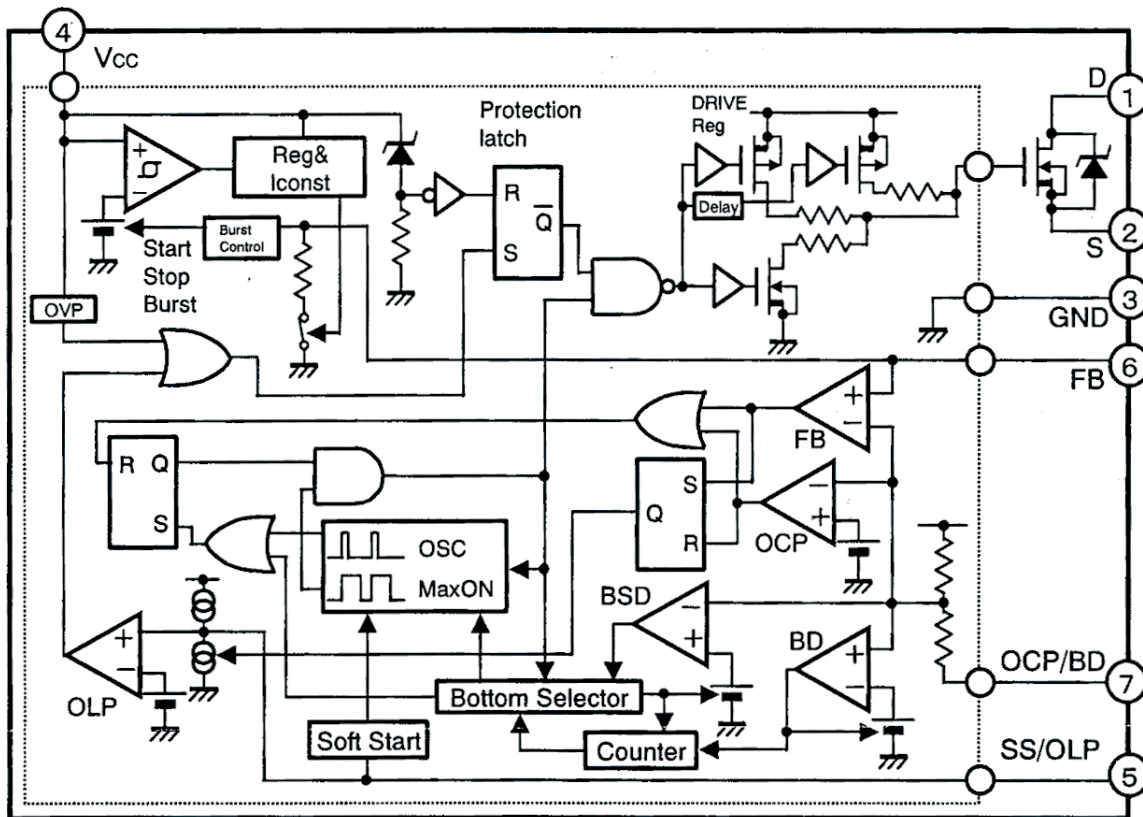 4
Vcc
D
1
Protection
latch
DRIVE
Reg
+
−
Reg&
Iconst
R
Q
S
Delay
Burst
Control
Start
Stop
Burst
S
2
OVP
3
GND
6
FB
+
−
FB
R
Q
S
S
Q
R
−
+
OCP
OSC
MaxON
BSD
−
+
BD
+
−
+
−
OLP
OCP/BD
7
Bottom Selector
Soft Start
Counter
SS/OLP
5